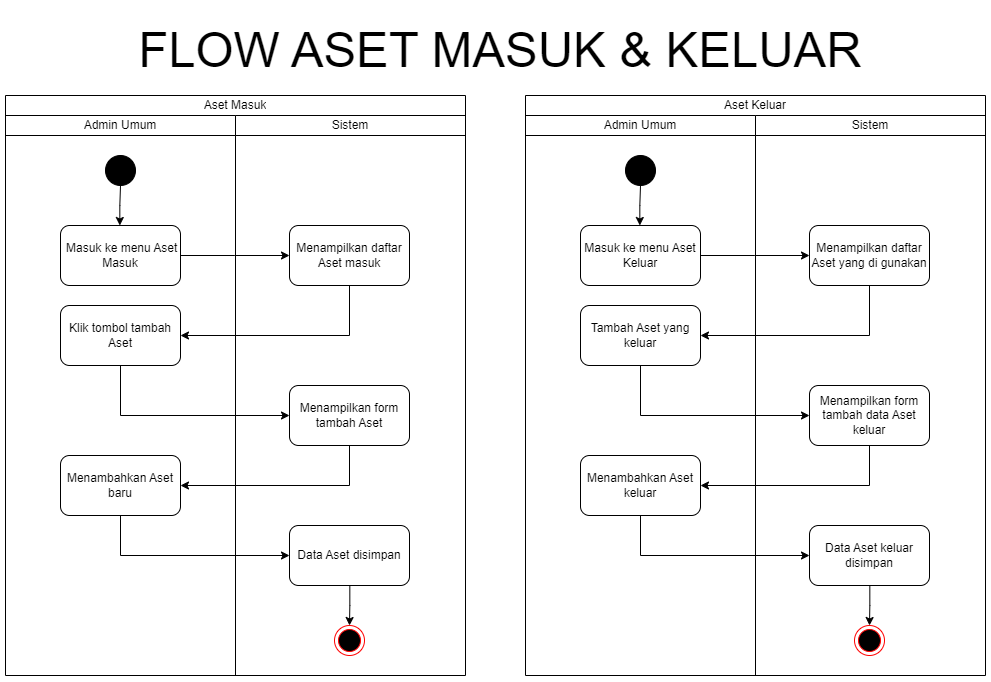 FLOW ASET MASUK & KELUAR
Aset Masuk
Admin Umum
Sistem
Masuk ke menu Aset
Masuk
Menampilkan daftar
Aset masuk
Klik tombol tambah
Aset
Menampilkan form
tambah Aset
Menambahkan Aset
baru
Data Aset disimpan
Aset Keluar
Admin Umum
Sistem
Masuk ke menu Aset
Keluar
Menampilkan daftar
Aset yang di gunakan
Tambah Aset yang
keluar
Menampilkan form
tambah data Aset
keluar
Menambahkan Aset
keluar
Data Aset keluar
disimpan